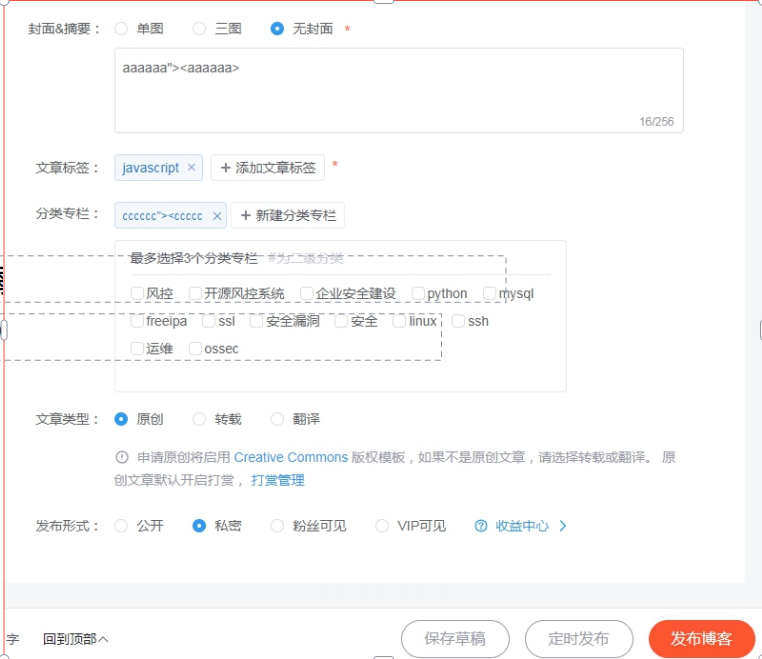 封面&摘要： 单图 三图 无封面 *
aaaaaa"><aaaaaa>
16/256
文章标签： javascript × + 添加文章标签 *
分类专栏： cccccc"><ccccc × + 新建分类专栏
最多选择3个分类专栏 #为二级分类
风控 开源风控系统 企业安全建设 python mysql
freeipa ssl 安全漏洞 安全 linux ssh
运维 ossec
文章类型： 原创 转载 翻译
申请原创将启用 Creative Commons 版权模板，如果不是原创文章，请选择转载或翻译。 原
创文章默认开启打赏， 打赏管理
发布形式： 公开 私密 粉丝可见 VIP可见 收益中心
字 回到顶部 保存草稿 定时发布 发布博客